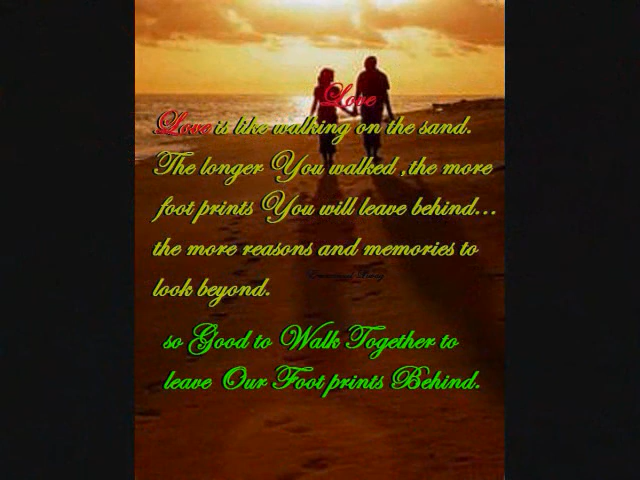 Love
Love is like walking on the sand.
The longer You walked ,the more
foot prints You will leave behind...
the more reasons and memories to
look beyond.
so Good to Walk Together to
leave Our Foot prints Behind.